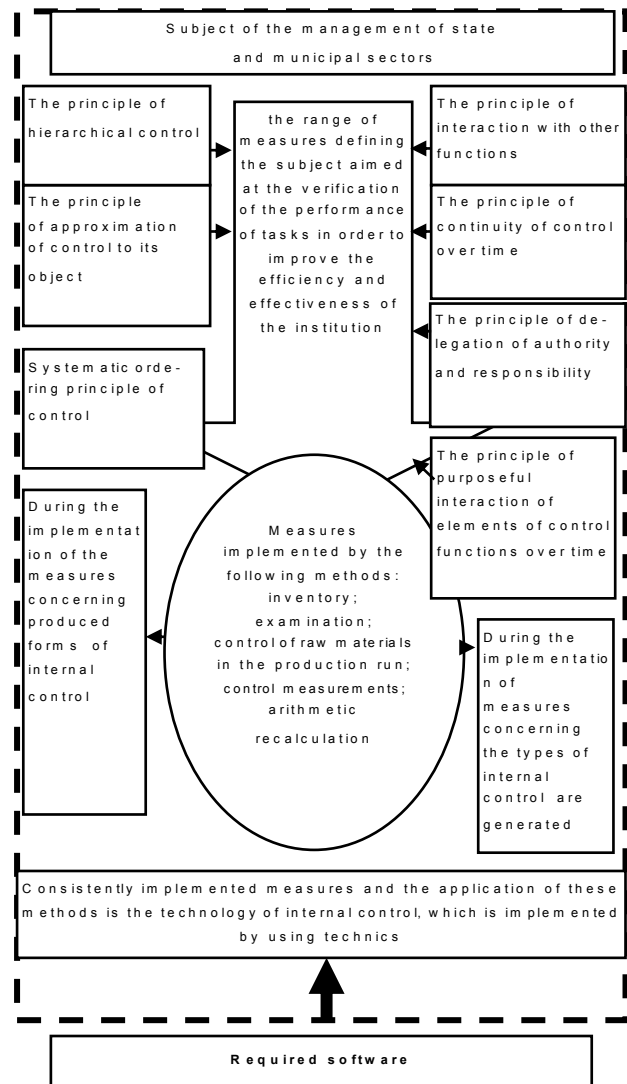 Subject of the management of state
and municipal sectors
The principle of
hierarchical control
The principle
of approximation
of control to its
object
the range of
measures defining
the subject aimed
at the verification
of the performance
of tasks in order to
improve the
efficiency and
effectiveness of
the institution
The principle of
interaction with other
functions
The principle of
continuity of control
over time
The principle of de-
legation of authority
and responsibility
Systematic orde-
ring principle of
control
The principle of
purposeful
interaction of
elements of control
functions over time
During the
implementat
ion of the
measures
concerning
produced
forms of
internal
control
Measures
implemented by the
following methods:
inventory;
examination;
control of raw materials
in the production run;
control measurements;
arithmetic
recalculation
During the
implementatio
n of
measures
concerning
the types of
internal
control are
generated
Consistently implemented measures and the application of these
methods is the technology of internal control, which is implemented
by using technics
Required software